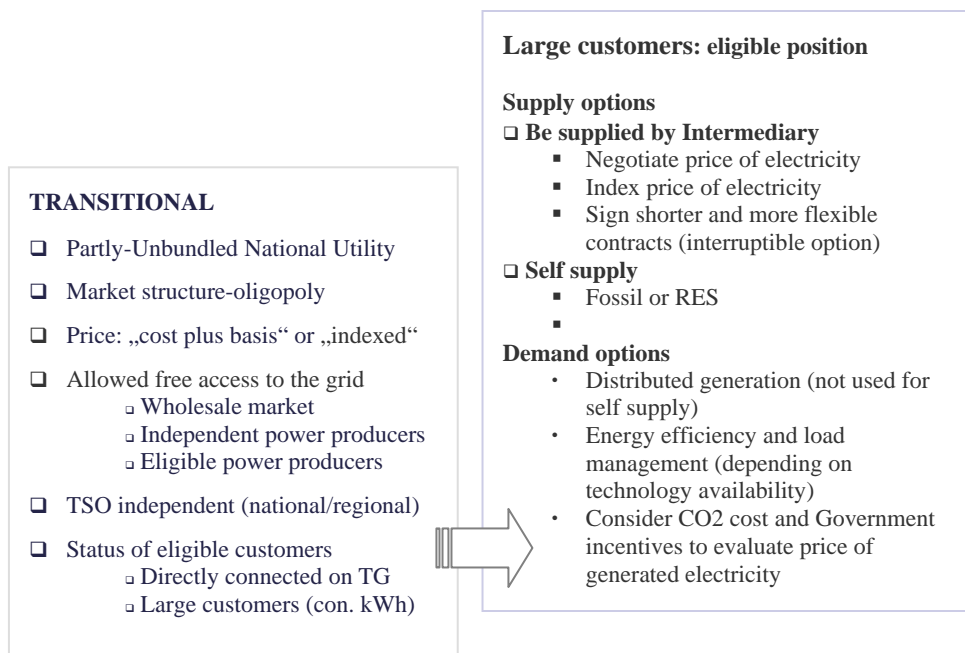 TRANSITIONAL
❑ Partly-Unbundled National Utility
❑ Market structure-oligopoly
❑ Price: „cost plus basis“ or „indexed“
❑ Allowed free access to the grid
▫ Wholesale market
▫ Independent power producers
▫ Eligible power producers
❑ TSO independent (national/regional)
❑ Status of eligible customers
▫ Directly connected on TG
▫ Large customers (con. kWh)
Large customers: eligible position
Supply options
❑ Be supplied by Intermediary
▪ Negotiate price of electricity
▪ Index price of electricity
▪ Sign shorter and more flexible
contracts (interruptible option)
❑ Self supply
▪ Fossil or RES
▪
Demand options
· Distributed generation (not used for
self supply)
· Energy efficiency and load
management (depending on
technology availability)
· Consider CO2 cost and Government
incentives to evaluate price of
generated electricity